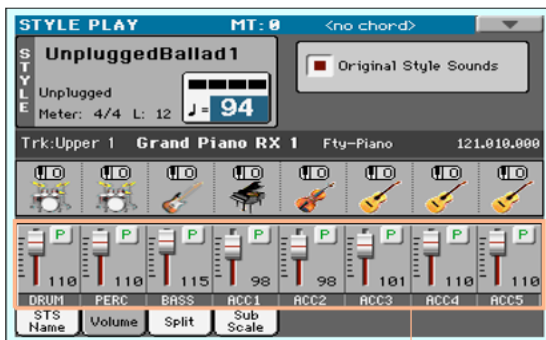 STYLE PLAY MT: 0 <no chord>
STYLE
UnpluggedBallad1
Unplugged
Meter: 4/4 L: 12 ♩= 94
Original Style Sounds
Trk:Upper 1 Grand Piano RX 1 Fty-Piano 121.010.000
P P P P P P P P
110 110 115 98 98 101 110 110
DRUM PERC BASS ACC1 ACC2 ACC3 ACC4 ACC5
STS Name Volume Split Sub Scale